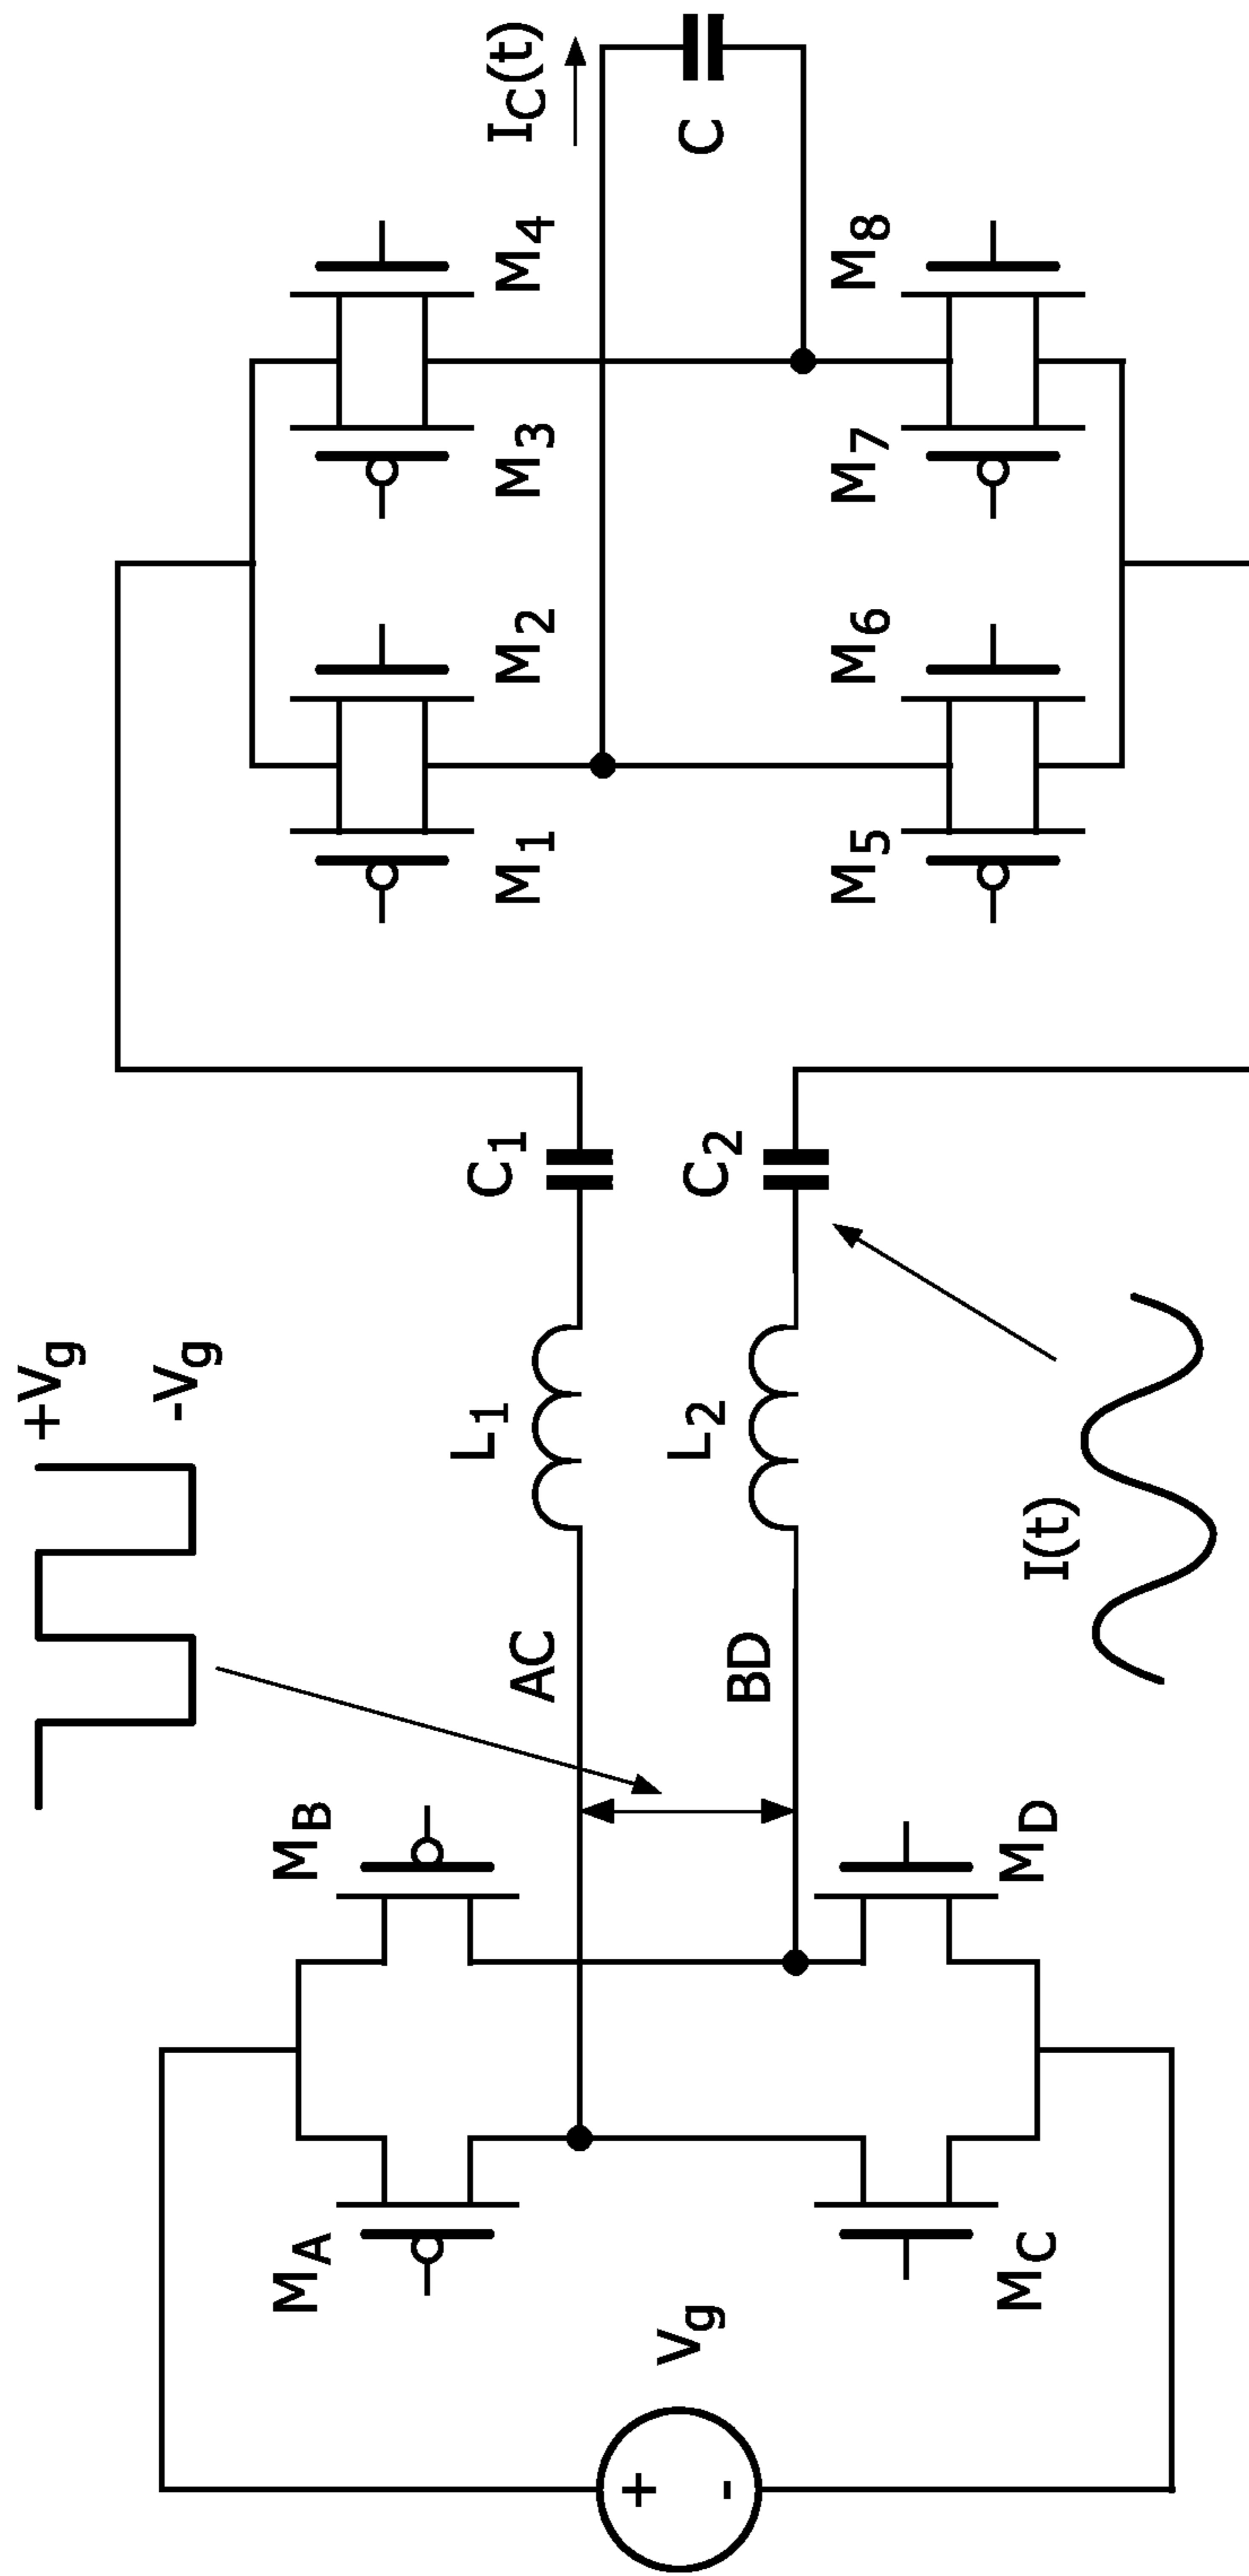 +Vg
-Vg
Vg
+
-
MA
MB
MC
MD
AC
BD
L1
C1
L2
C2
I(t)
M1
M2
M3
M4
IC(t)
C
M5
M6
M7
M8